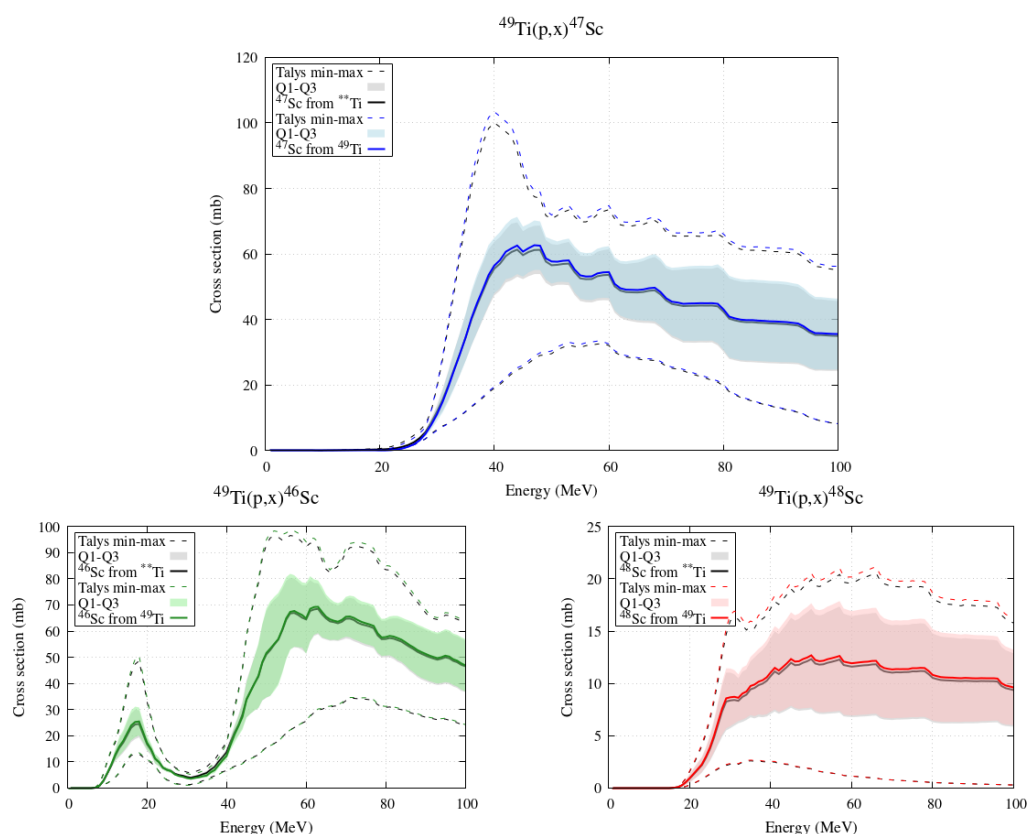 ⁴⁹Ti(p,x)⁴⁷Sc
120
100
80
60
40
20
0
Cross section (mb)
Talys min-max
Q1-Q3
⁴⁷Sc from **Ti
Talys min-max
Q1-Q3
⁴⁷Sc from ⁴⁹Ti
0 20 40 60 80 100
Energy (MeV)
⁴⁹Ti(p,x)⁴⁶Sc
100
90
80
70
60
50
40
30
20
10
0
Cross section (mb)
Talys min-max
Q1-Q3
⁴⁶Sc from **Ti
Talys min-max
Q1-Q3
⁴⁶Sc from ⁴⁹Ti
0 20 40 60 80 100
Energy (MeV)
⁴⁹Ti(p,x)⁴⁸Sc
25
20
15
10
5
0
Cross section (mb)
Talys min-max
Q1-Q3
⁴⁸Sc from **Ti
Talys min-max
Q1-Q3
⁴⁸Sc from ⁴⁹Ti
0 20 40 60 80 100
Energy (MeV)